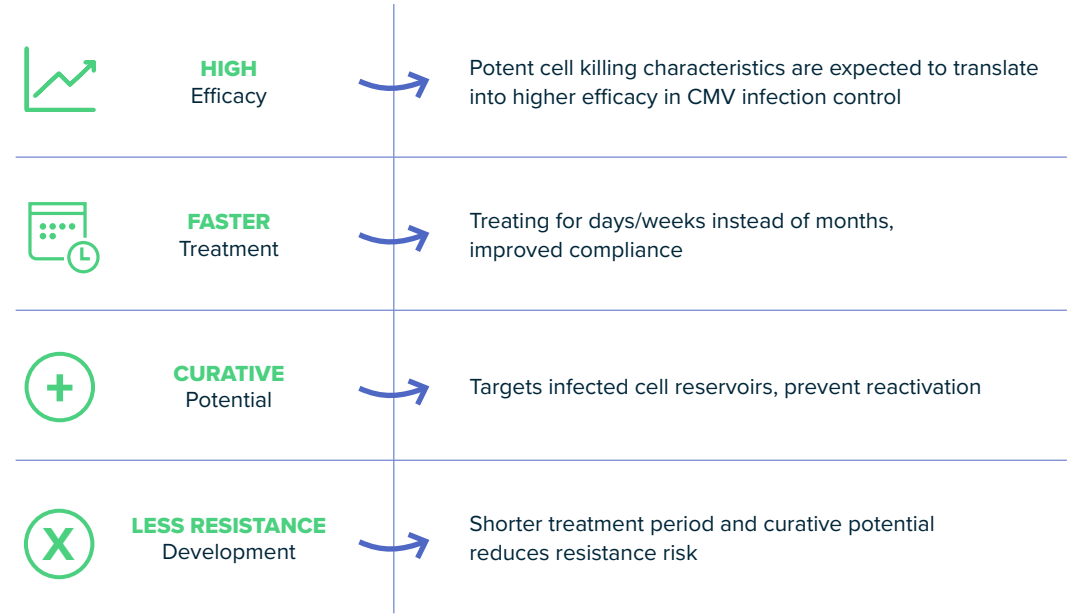 HIGH
Efficacy
Potent cell killing characteristics are expected to translate
into higher efficacy in CMV infection control
FASTER
Treatment
Treating for days/weeks instead of months,
improved compliance
CURATIVE
Potential
Targets infected cell reservoirs, prevent reactivation
X
LESS RESISTANCE
Development
Shorter treatment period and curative potential
reduces resistance risk